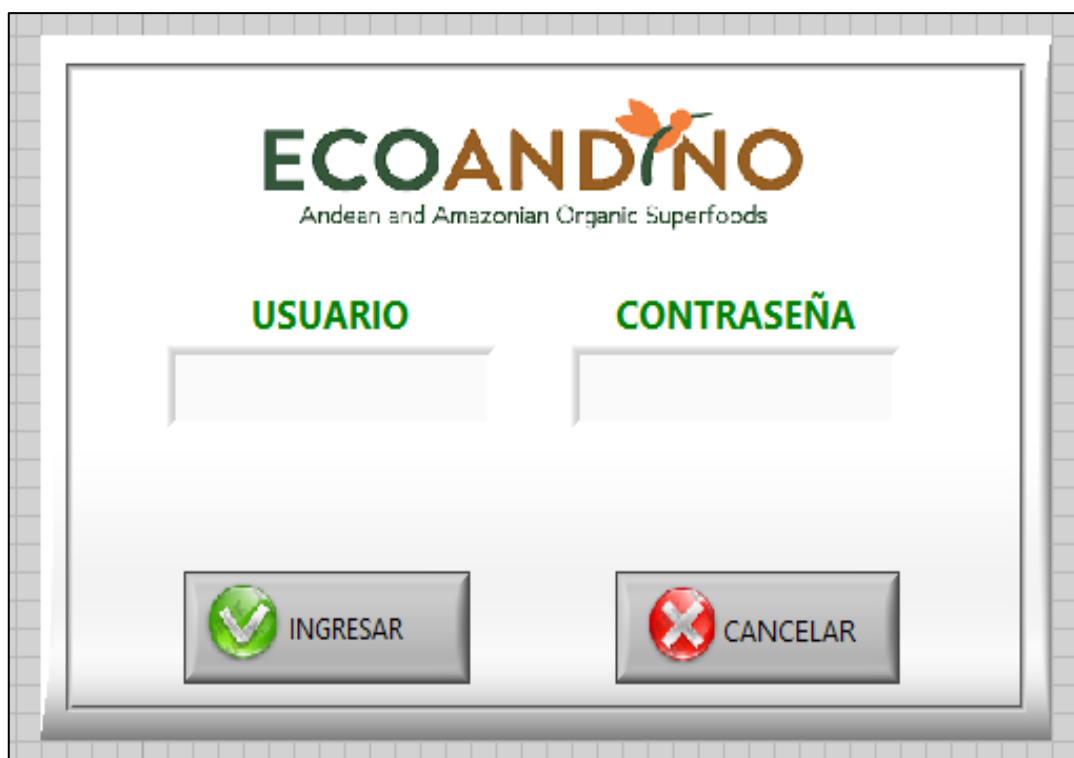 ECOANDINO
Andean and Amazonian Organic Superfoods
USUARIO CONTRASEÑA
INGRESAR CANCELAR